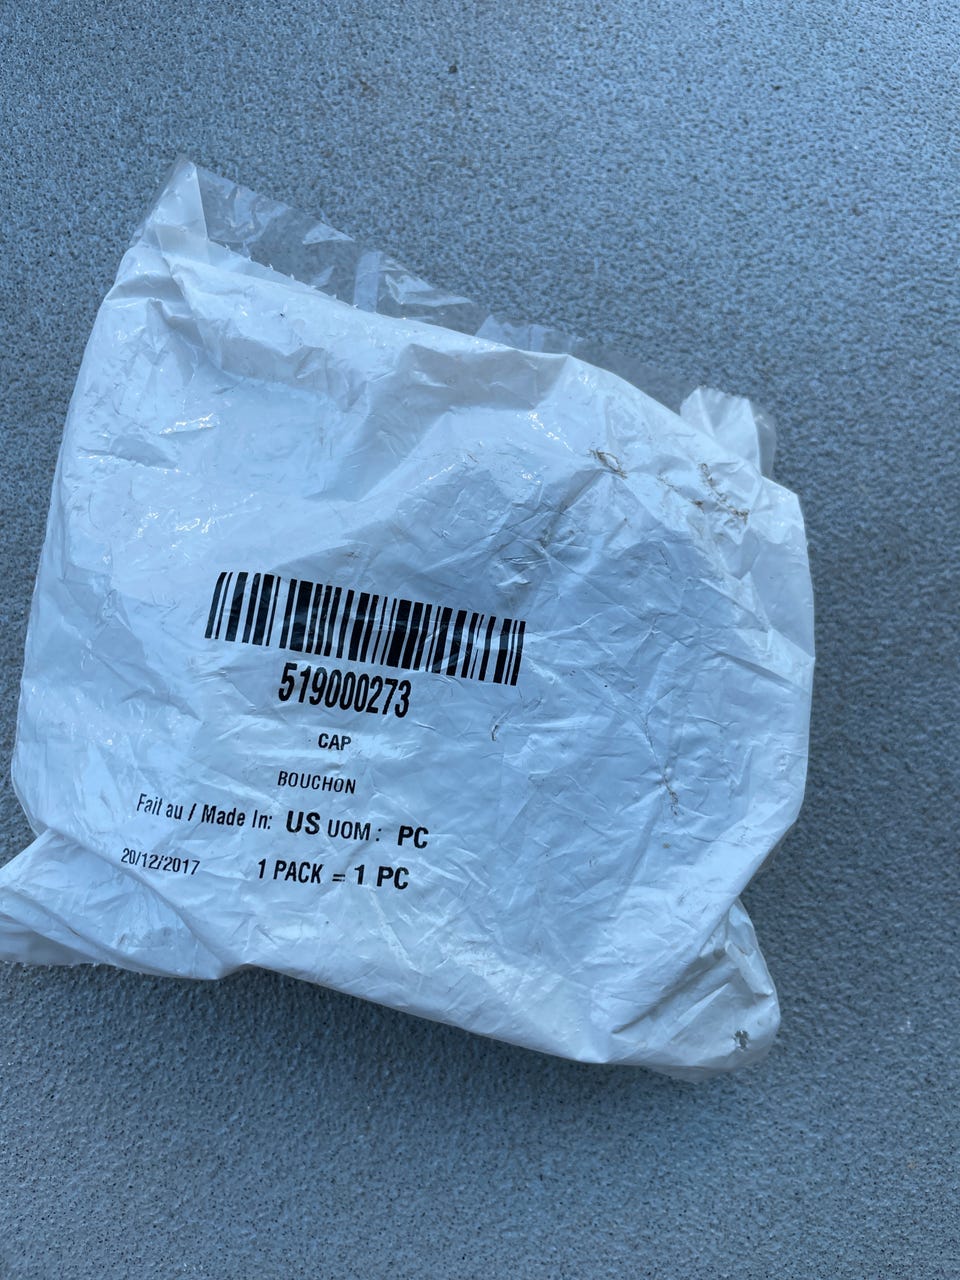 519000273
CAP
BOUCHON
Fait au / Made In: US UOM: PC
20/12/2017 1 PACK = 1 PC